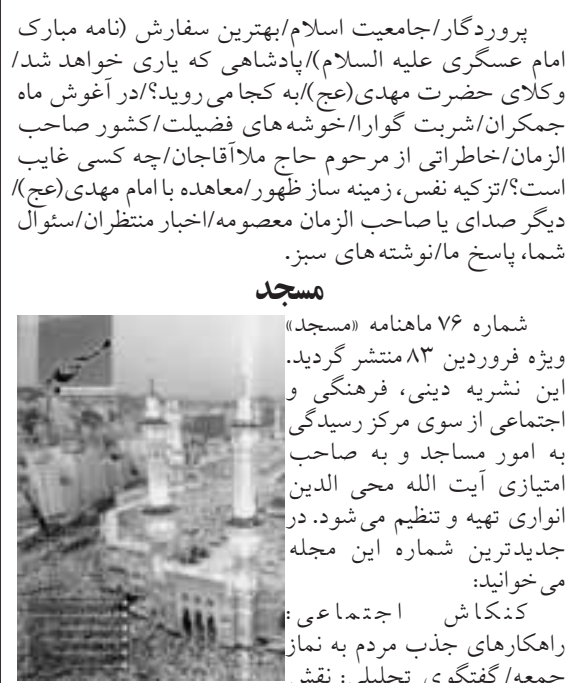 پروردگار/جامعیت اسلام/بهترین سفارش (نامه مبارک
امام عسگری علیه السلام)/پادشاهی که یاری خواهد شد/
وکلای حضرت مهدی(عج)/به کجا می‌روید؟/در آغوش ماه
جمکران/شربت گوارا/خوشه‌های فضیلت/کشور صاحب
الزمان/خاطراتی از مرحوم حاج ملاآقاجان/چه کسی غایب
است؟/تزکیه نفس، زمینه ساز ظهور/معاهده با امام مهدی(عج)/
دیگر صدای یا صاحب الزمان معصومه/اخبار منتظران/سئوال
شما، پاسخ ما/نوشته‌های سبز.
مسجد
شماره ۷۶ ماهنامه «مسجد»
ویژه فروردین ۸۳ منتشر گردید.
این نشریه دینی، فرهنگی و
اجتماعی از سوی مرکز رسیدگی
به امور مساجد و به صاحب
امتیازی آیت الله محی الدین
انواری تهیه و تنظیم می‌شود. در
جدیدترین شماره این مجله
می‌خوانید:
کنکاش اجتماعی:
راهکارهای جذب مردم به نماز
جمعه/گفتگوی تحلیلی: نقش